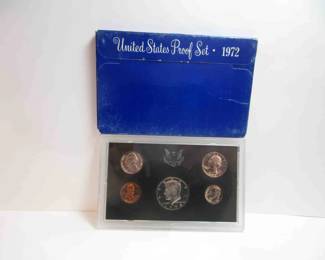 United States Proof Set · 1972